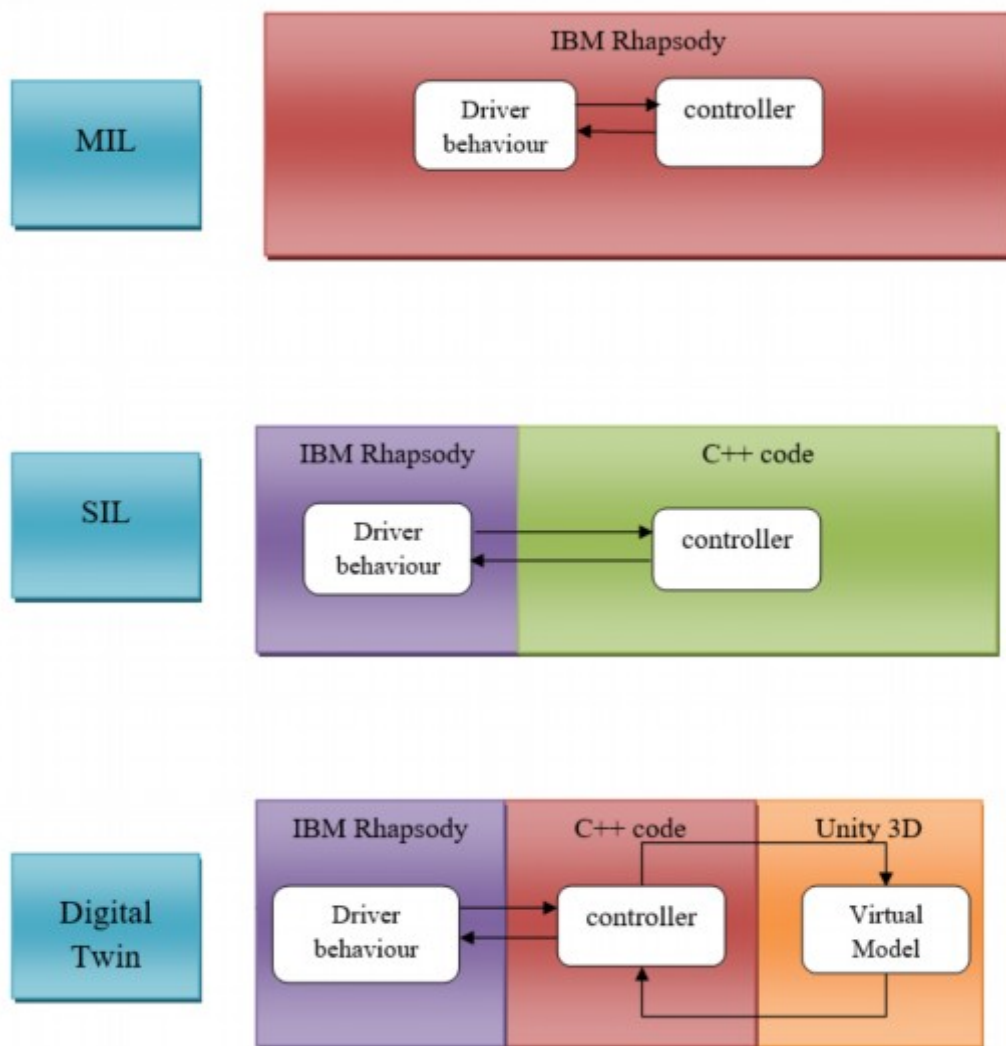 IBM Rhapsody
MIL
Driver
behaviour
controller
IBM Rhapsody
C++ code
SIL
Driver
behaviour
controller
IBM Rhapsody
C++ code
Unity 3D
Digital
Twin
Driver
behaviour
controller
Virtual
Model